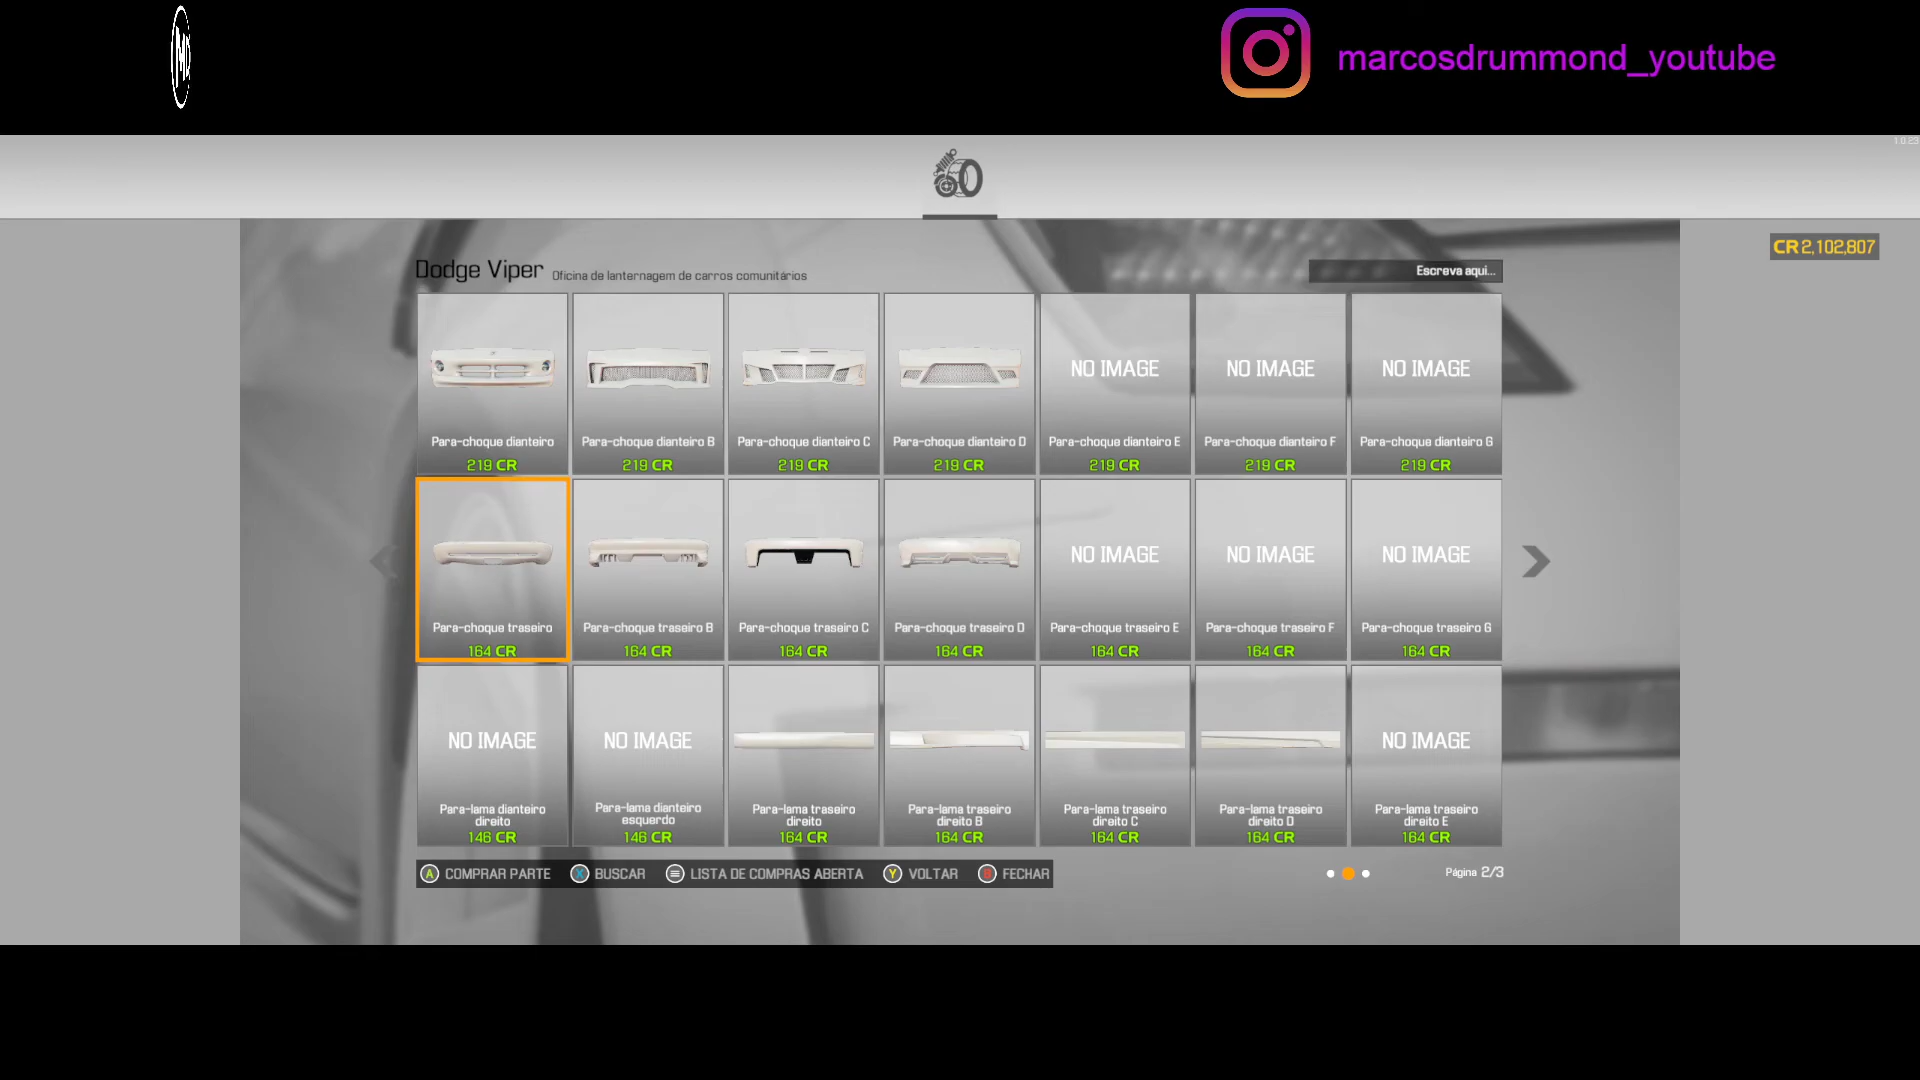 marcosdrummond_youtube
1.0.23
CR 2,102,807
Dodge Viper Oficina de lanternagem de carros comunitários
Escreva aqui...
NO IMAGE NO IMAGE NO IMAGE
Para-choque dianteiro Para-choque dianteiro B Para-choque dianteiro C Para-choque dianteiro D Para-choque dianteiro E Para-choque dianteiro F Para-choque dianteiro G
219 CR 219 CR 219 CR 219 CR 219 CR 219 CR 219 CR
NO IMAGE NO IMAGE NO IMAGE
Para-choque traseiro Para-choque traseiro B Para-choque traseiro C Para-choque traseiro D Para-choque traseiro E Para-choque traseiro F Para-choque traseiro G
164 CR 164 CR 164 CR 164 CR 164 CR 164 CR 164 CR
NO IMAGE NO IMAGE NO IMAGE
Para-lama dianteiro Para-lama dianteiro Para-lama traseiro Para-lama traseiro Para-lama traseiro Para-lama traseiro Para-lama traseiro
direito esquerdo direito direito B direito C direito D direito E
146 CR 146 CR 164 CR 164 CR 164 CR 164 CR 164 CR
A COMPRAR PARTE X BUSCAR LISTA DE COMPRAS ABERTA Y VOLTAR B FECHAR
Página 2/3